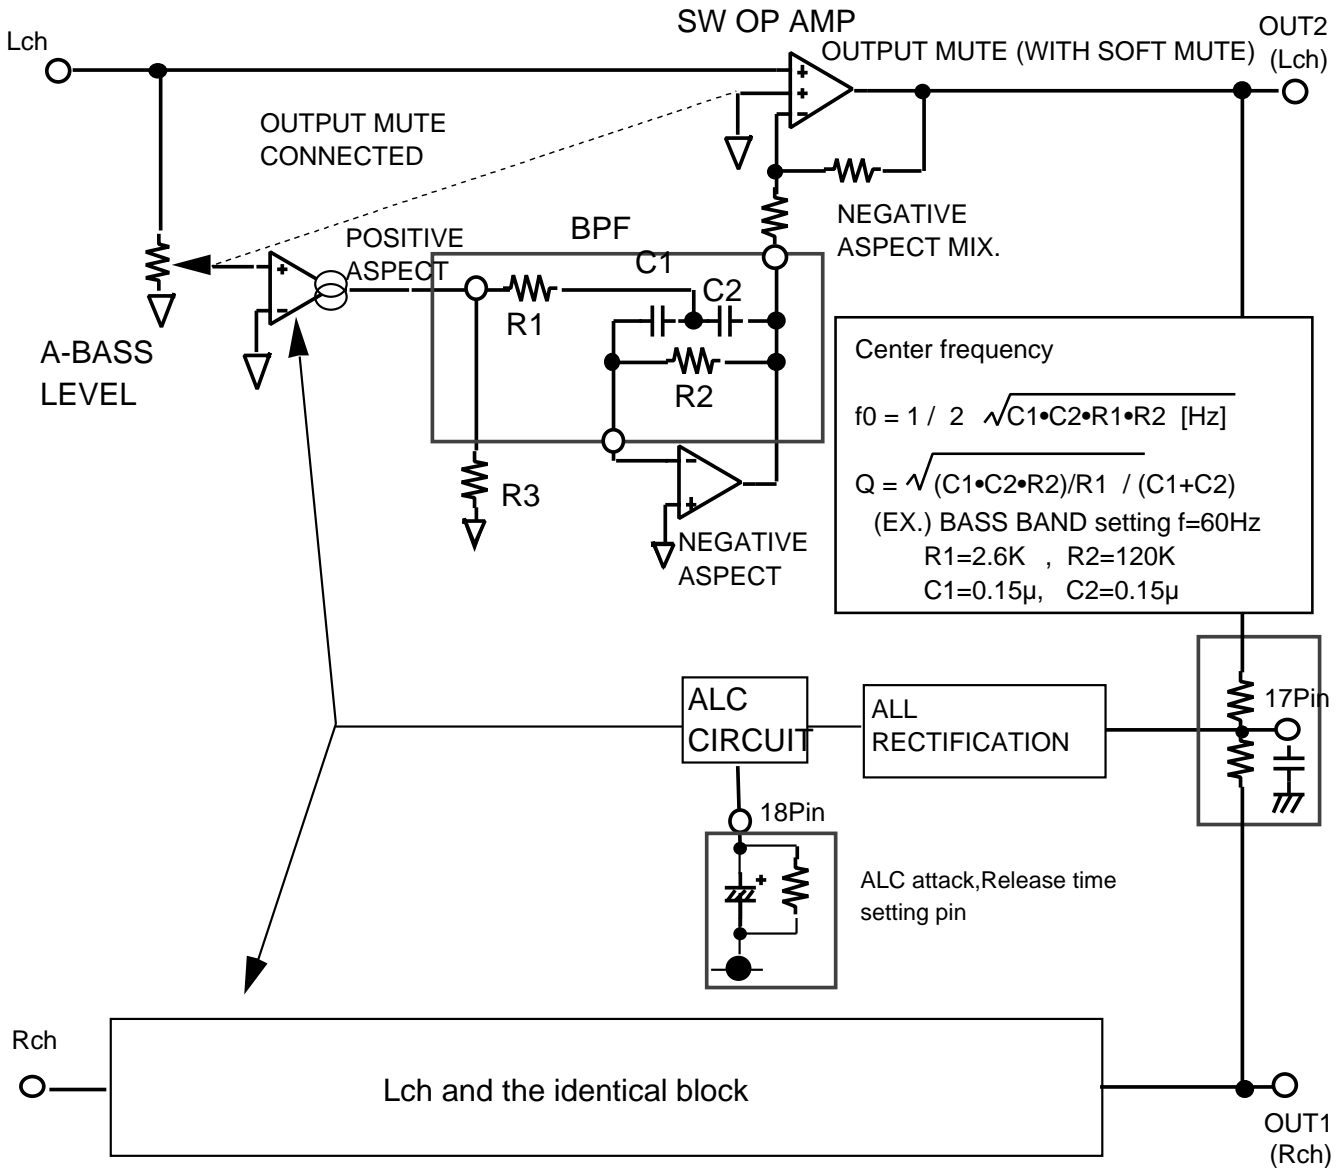 SW OP AMP
Lch
OUT2
(Lch)
OUTPUT MUTE (WITH SOFT MUTE)
OUTPUT MUTE
CONNECTED
+
+
−
NEGATIVE
ASPECT MIX.
POSITIVE
ASPECT
BPF
C1
C2
+
−
R1
R2
A-BASS
LEVEL
R3
−
+
NEGATIVE
ASPECT
Center frequency
f0 = 1 / 2 √C1•C2•R1•R2 [Hz]
Q = √(C1•C2•R2)/R1 / (C1+C2)
(EX.) BASS BAND setting f=60Hz
R1=2.6K , R2=120K
C1=0.15µ, C2=0.15µ
ALC
CIRCUIT
ALL
RECTIFICATION
17Pin
18Pin
+
ALC attack,Release time
setting pin
Rch
Lch and the identical block
OUT1
(Rch)